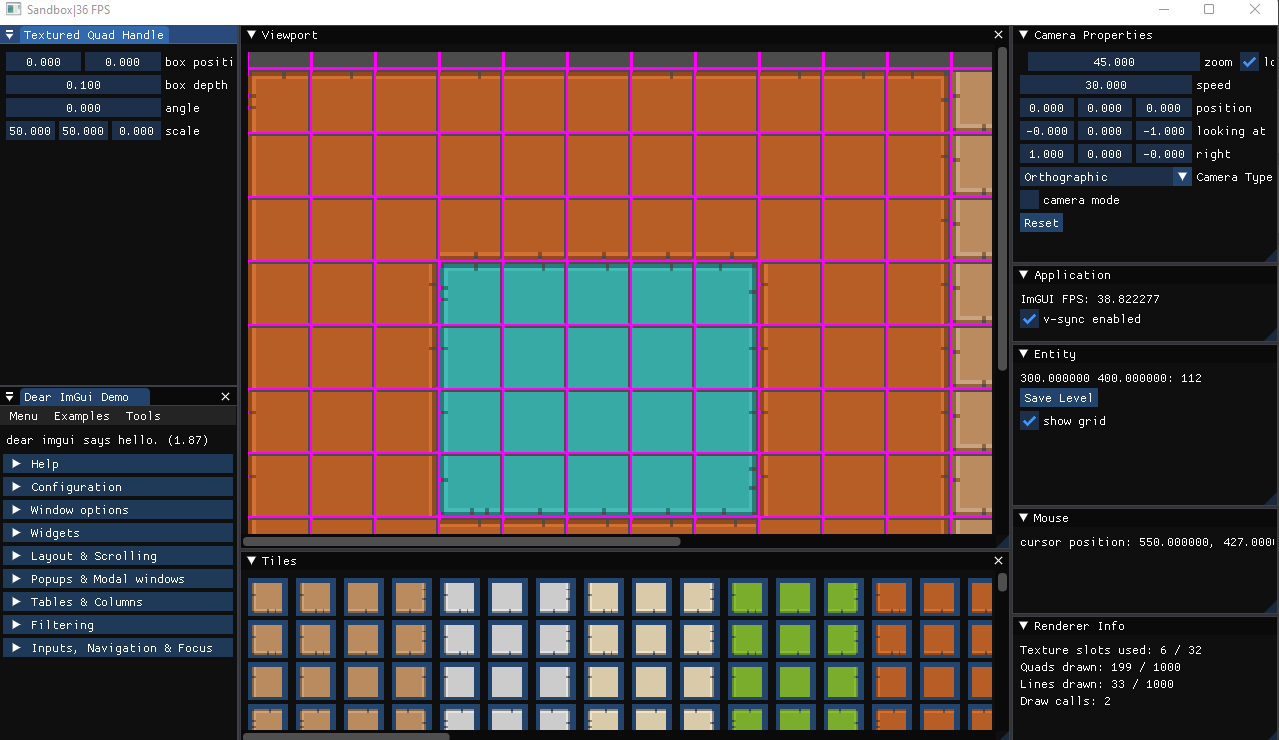 Sandbox|36 FPS
Textured Quad Handle
0.000 0.000 box positi
0.100 box depth
0.000 angle
50.000 50.000 0.000 scale
Dear ImGui Demo
Menu Examples Tools
dear imgui says hello. (1.87)
Help
Configuration
Window options
Widgets
Layout & Scrolling
Popups & Modal windows
Tables & Columns
Filtering
Inputs, Navigation & Focus
Viewport
Tiles
Camera Properties
45.000 zoom lo
30.000 speed
0.000 0.000 0.000 position
-0.000 0.000 -1.000 looking at
1.000 0.000 -0.000 right
Orthographic Camera Type
camera mode
Reset
Application
ImGUI FPS: 38.822277
v-sync enabled
Entity
300.000000 400.000000: 112
Save Level
show grid
Mouse
cursor position: 550.000000, 427.0000
Renderer Info
Texture slots used: 6 / 32
Quads drawn: 199 / 1000
Lines drawn: 33 / 1000
Draw calls: 2